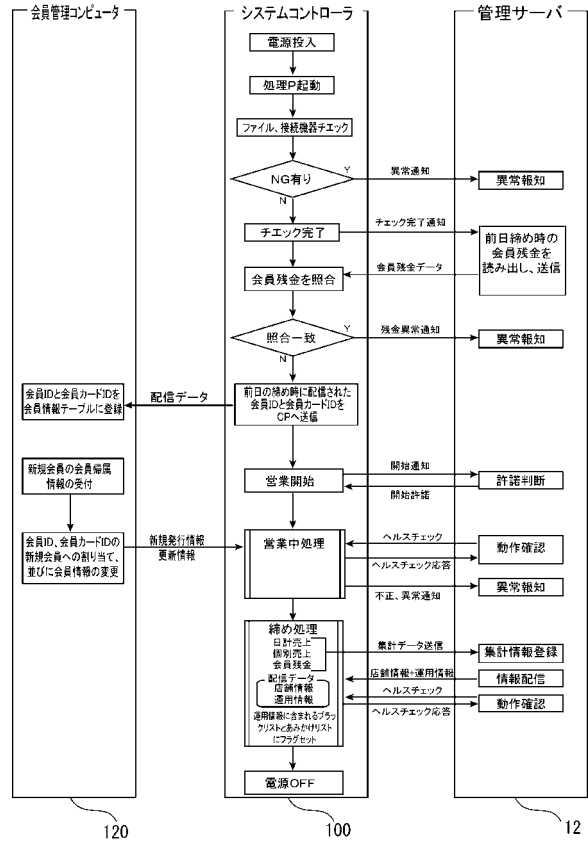 会員管理コンピュータ
システムコントローラ
管理サーバ
電源投入
処理P起動
ファイル、接続機器チェック
NG有り
Y
異常通知
異常報知
N
チエック完了
チェック完了通知
前日締め時の
会員残金を
読み出し、送信
会員残金データ
会員残金を照合
照合一致
Y
残金異常通知
異常報知
N
前日の締め時に配信された
会員IDと会員カードIDを
CPへ送信
配信データ
会員IDと会員カードIDを
会員情報テーブルに登録
営業開始
開始通知
開始許諾
許諾判断
新規会員の会員帰属
情報の受付
会員ID、会員カードIDの
新規会員への割り当て、
並びに会員情報の変更
新規発行情報
更新情報
営業中処理
ヘルスチェック
ヘルスチェック応答
動作確認
不正、異常通知
異常報知
締め処理
日計売上
個別売上
会員残金
集計データ送信
集計情報登録
配信データ
店舗情報
運用情報
店舗情報+運用情報
情報配信
ヘルスチェック
ヘルスチェック応答
動作確認
運用情報に含まれるブラッ
クリストとあみかけリスト
にフラグセット
電源OFF
120
100
12